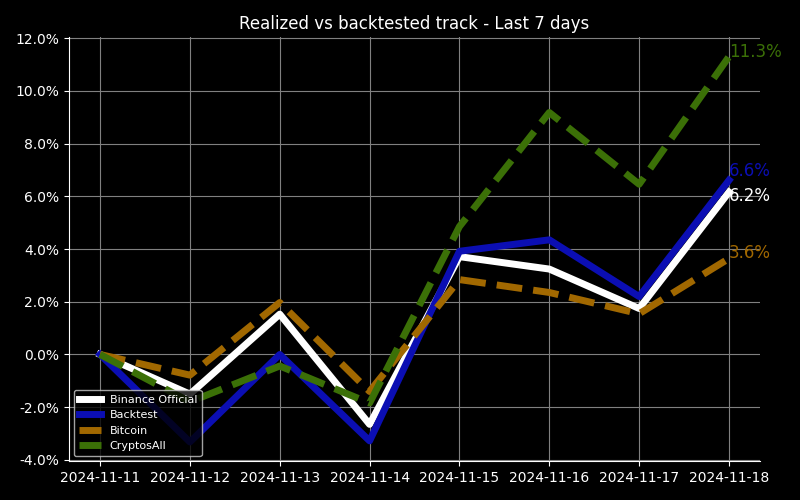 Realized vs backtested track - Last 7 days
12.0%
10.0%
8.0%
6.0%
4.0%
2.0%
0.0%
-2.0%
-4.0%
11.3%
6.6%
6.2%
3.6%
Binance Official
Backtest
Bitcoin
CryptosAll
2024-11-11 2024-11-12 2024-11-13 2024-11-14 2024-11-15 2024-11-16 2024-11-17 2024-11-18